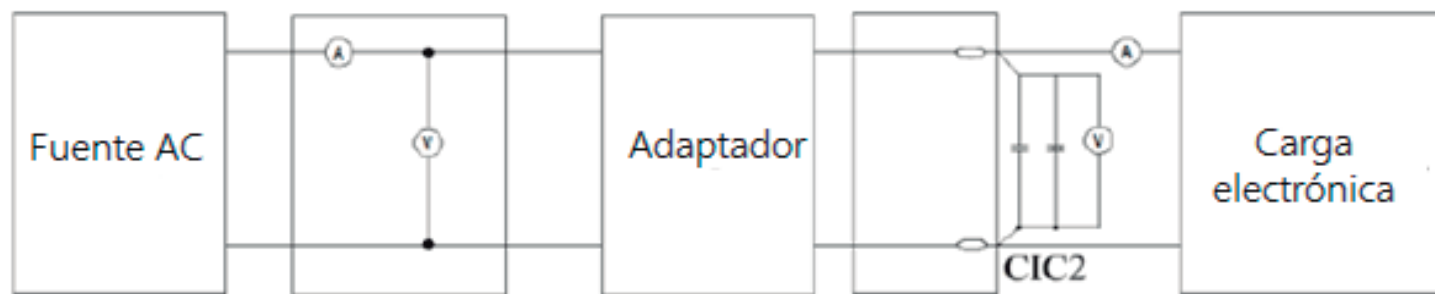 Fuente AC
A
V
Adaptador
V
A
CIC2
Carga
electrónica